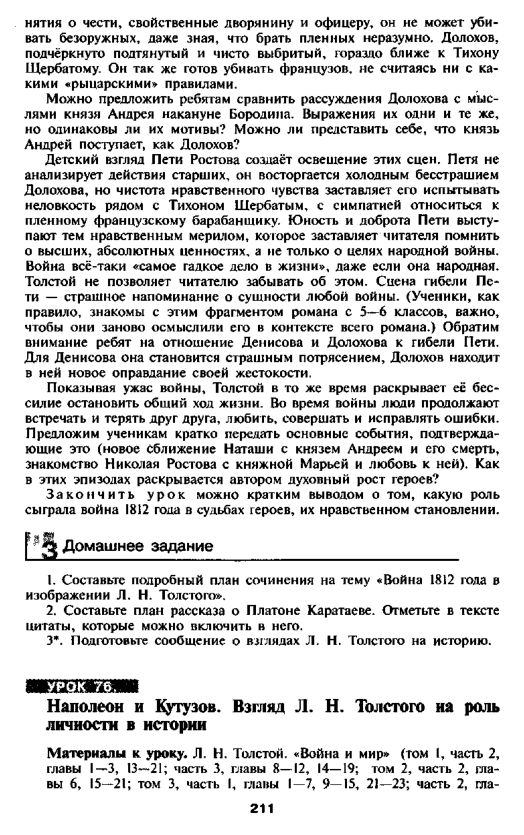 нятия о чести, свойственные дворянину и офицеру, он не может уби-
вать безоружных, даже зная, что брать пленных неразумно. Долохов,
подчёркнуто подтянутый и чисто выбритый, гораздо ближе к Тихону
Щербатому. Он так же готов убивать французов, не считаясь ни с ка-
кими «рыцарскими» правилами.
Можно предложить ребятам сравнить рассуждения Долохова с мыс-
лями князя Андрея накануне Бородина. Выражения их одни и те же,
но одинаковы ли их мотивы? Можно ли представить себе, что князь
Андрей поступает, как Долохов?
Детский взгляд Пети Ростова создаёт освещение этих сцен. Петя не
анализирует действия старших, он восторгается холодным бесстрашием
Долохова, но чистота нравственного чувства заставляет его испытывать
неловкость рядом с Тихоном Щербатым, с симпатией относиться к
пленному французскому барабанщику. Юность и доброта Пети высту-
пают тем нравственным мерилом, которое заставляет читателя помнить
о высших, абсолютных ценностях, а не только о целях народной войны.
Война всё-таки «самое гадкое дело в жизни», даже если она народная.
Толстой не позволяет читателю забывать об этом. Сцена гибели Пе-
ти — страшное напоминание о сущности любой войны. (Ученики, как
правило, знакомы с этим фрагментом романа с 5—6 классов, важно,
чтобы они заново осмыслили его в контексте всего романа.) Обратим
внимание ребят на отношение Денисова и Долохова к гибели Пети.
Для Денисова она становится страшным потрясением, Долохов находит
в ней новое оправдание своей жестокости.
Показывая ужас войны, Толстой в то же время раскрывает её бес-
силие остановить общий ход жизни. Во время войны люди продолжают
встречать и терять друг друга, любить, совершать и исправлять ошибки.
Предложим ученикам кратко передать основные события, подтвержда-
ющие это (новое сближение Наташи с князем Андреем и его смерть,
знакомство Николая Ростова с княжной Марьей и любовь к ней). Как
в этих эпизодах раскрывается автором духовный рост героев?
Закончить урок можно кратким выводом о том, какую роль
сыграла война 1812 года в судьбах героев, их нравственном становлении.
З Домашнее задание
1. Составьте подробный план сочинения на тему «Война 1812 года в
изображении Л. Н. Толстого».
2. Составьте план рассказа о Платоне Каратаеве. Отметьте в тексте
цитаты, которые можно включить в него.
3*. Подготовьте сообщение о взглядах Л. Н. Толстого на историю.
УРОК 76.
Наполеон и Кутузов. Взгляд Л. Н. Толстого на роль
личности в истории
Материалы к уроку. Л. Н. Толстой. «Война и мир» (том 1, часть 2,
главы 1—3, 13—21; часть 3, главы 8—12, 14—19; том 2, часть 2, гла-
вы 6, 15—21; том 3, часть 1, главы 1—7, 9—15, 21—23; часть 2, гла-
211